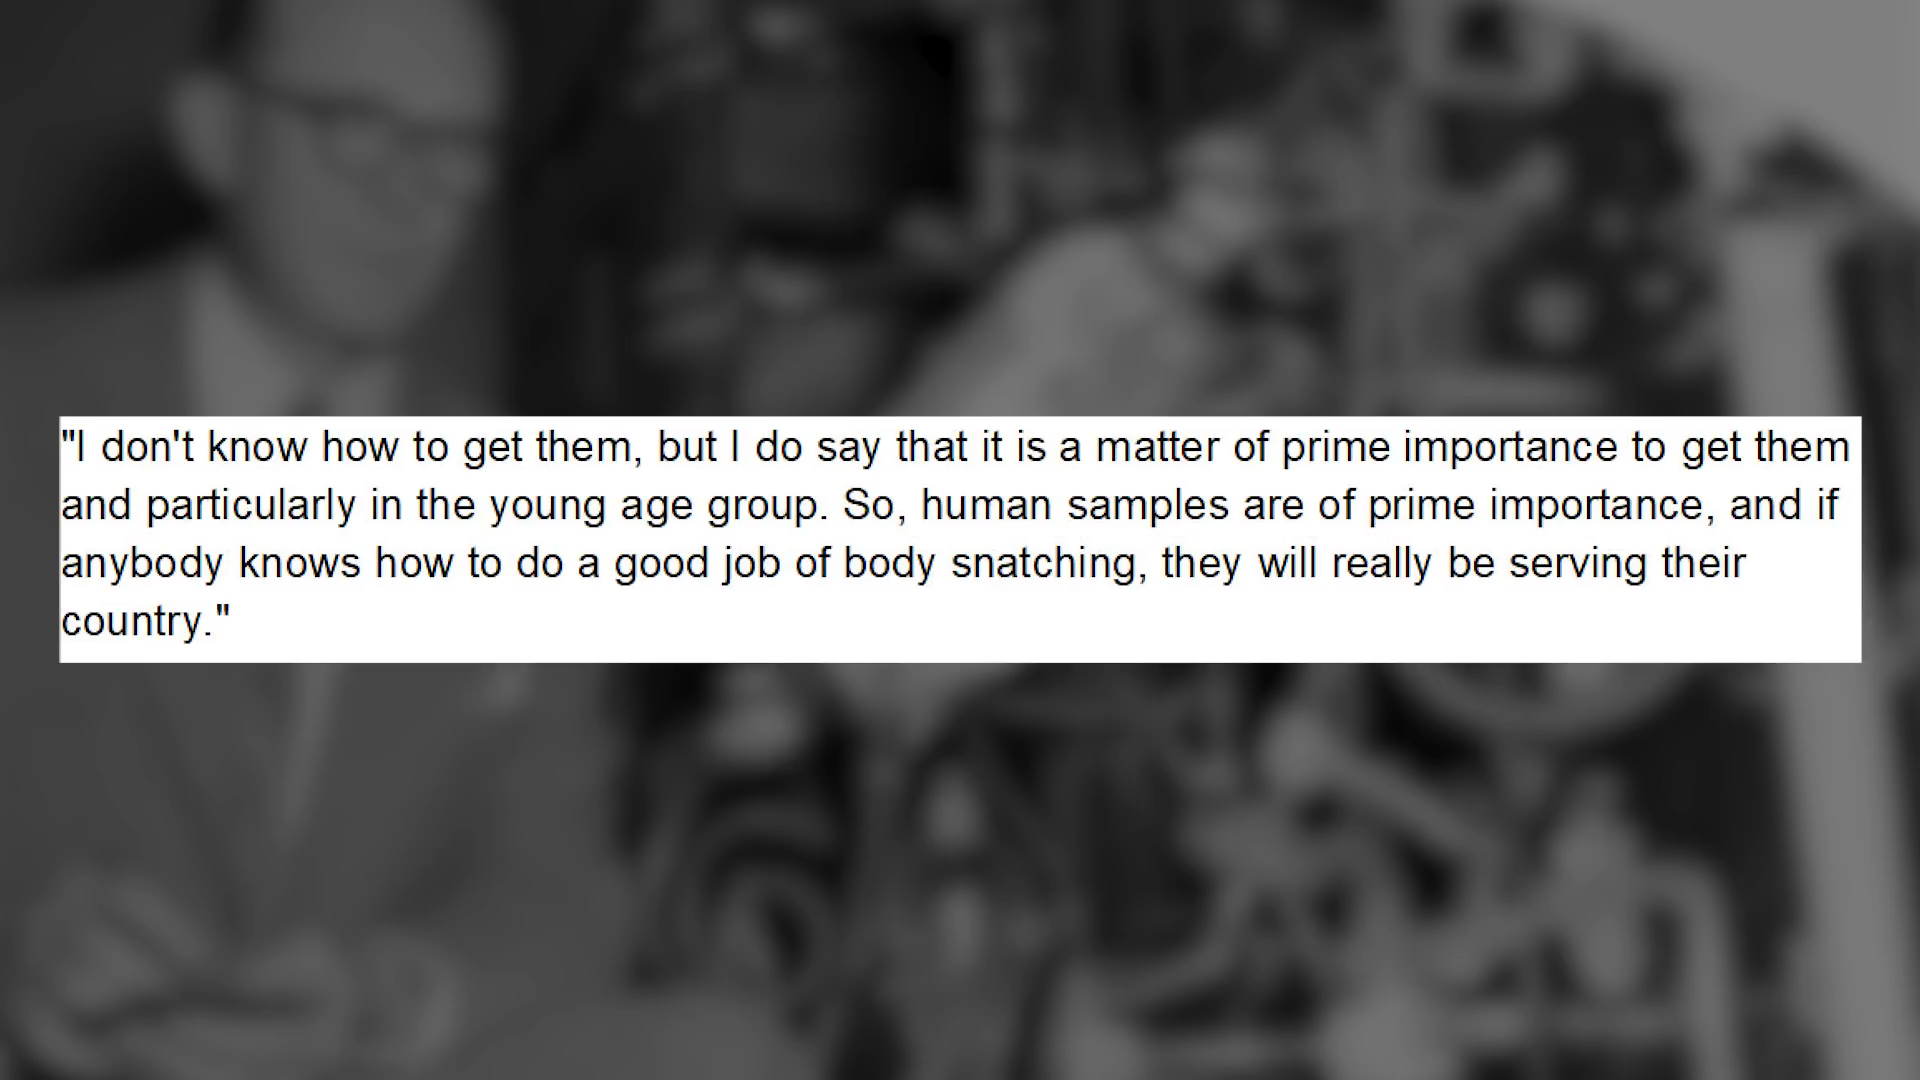 "I don't know how to get them, but I do say that it is a matter of prime importance to get them
and particularly in the young age group. So, human samples are of prime importance, and if
anybody knows how to do a good job of body snatching, they will really be serving their
country."